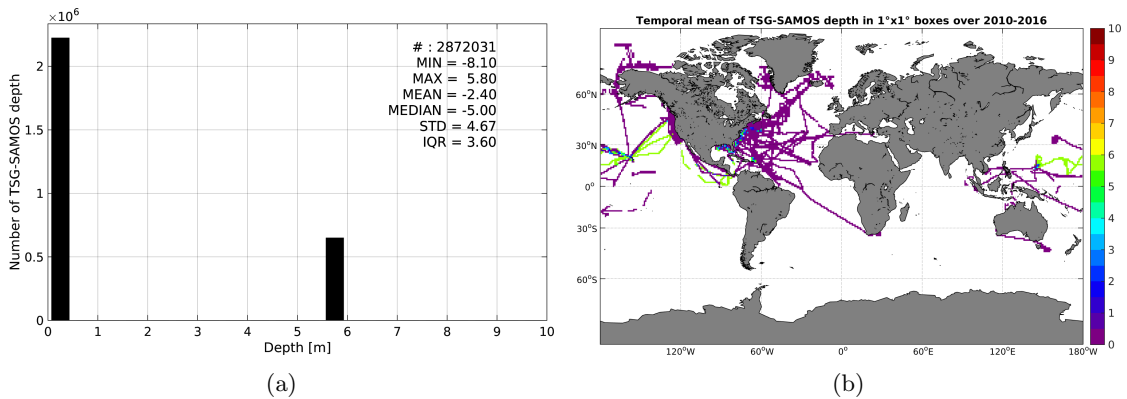 ×10⁶
# : 2872031
MIN = -8.10
MAX = 5.80
MEAN = -2.40
MEDIAN = -5.00
STD = 4.67
IQR = 3.60
Number of TSG-SAMOS depth
2
1.5
1
0.5
0
0 1 2 3 4 5 6 7 8 9 10
Depth [m]
(a)
Temporal mean of TSG-SAMOS depth in 1°x1° boxes over 2010-2016
60°N
30°N
0°
30°S
60°S
120°W 60°W 0° 60°E 120°E 180°W
10
9
8
7
6
5
4
3
2
1
0
(b)